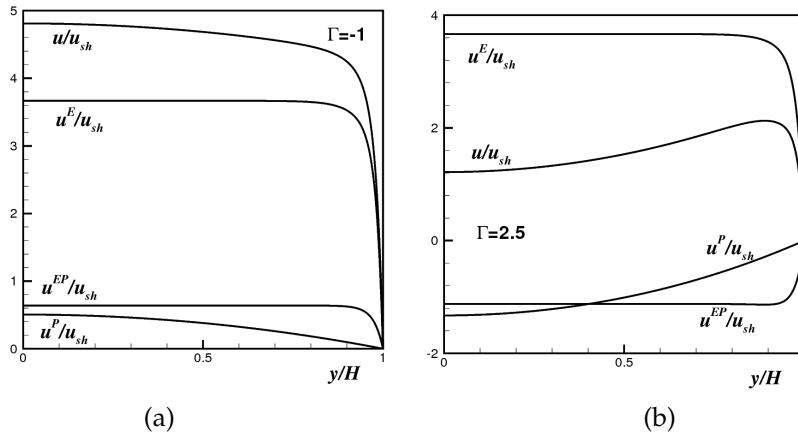 5
4
3
2
1
0
0
0.5
1
y/H
u/u_sh
Γ=-1
u^E/u_sh
u^EP/u_sh
u^P/u_sh
(a)
4
2
0
-2
0
0.5
y/H
u^E/u_sh
u/u_sh
Γ=2.5
u^P/u_sh
u^EP/u_sh
(b)